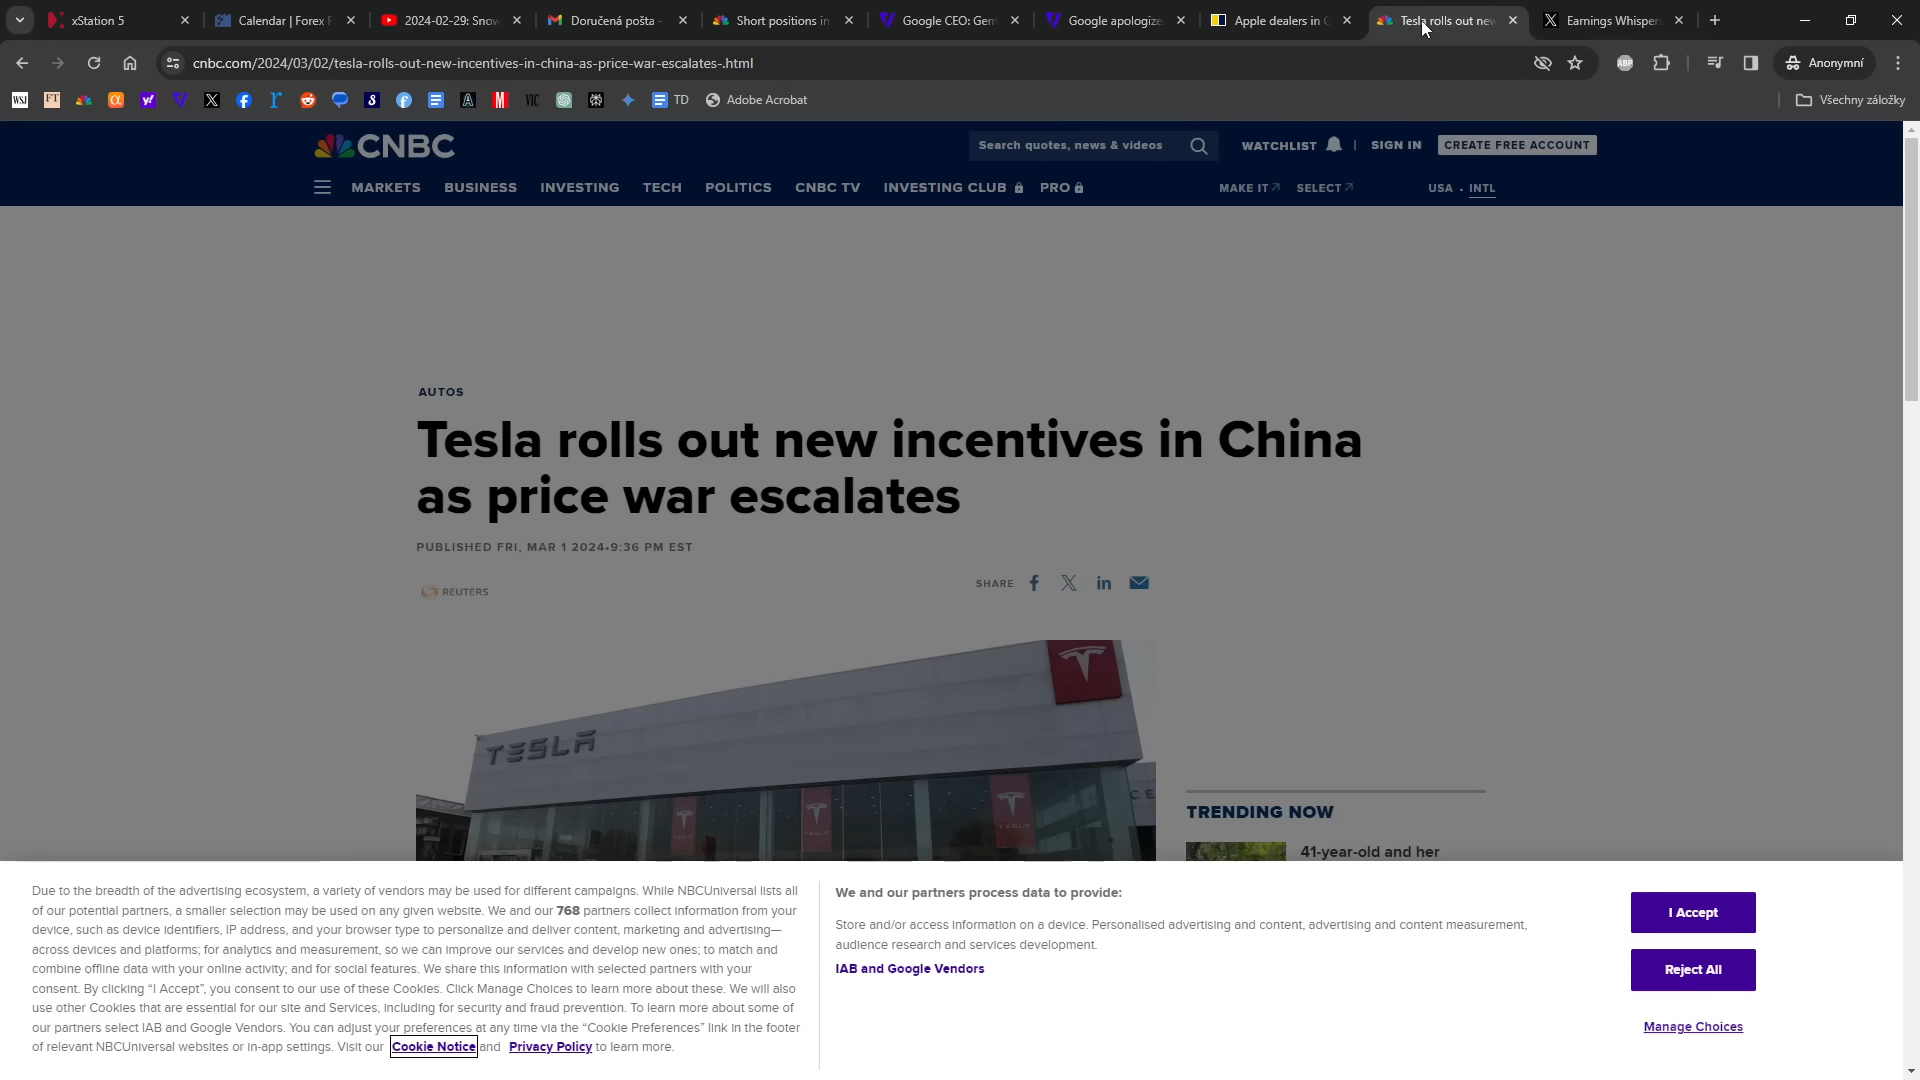 xStation 5
Calendar | Forex F
2024-02-29: Snow
Doručená pošta -
Short positions in
Google CEO: Gem
Google apologize
Apple dealers in C
Tesla rolls out new
Earnings Whisper
cnbc.com/2024/03/02/tesla-rolls-out-new-incentives-in-china-as-price-war-escalates-.html
ABP
Anonymní
WSJ
FT
VIC
TD
Adobe Acrobat
Všechny záložky
CNBC
Search quotes, news & videos
WATCHLIST
SIGN IN
CREATE FREE ACCOUNT
MARKETS BUSINESS INVESTING TECH POLITICS CNBC TV INVESTING CLUB PRO
MAKE IT SELECT
USA • INTL
AUTOS
Tesla rolls out new incentives in China
as price war escalates
PUBLISHED FRI, MAR 1 2024•9:36 PM EST
REUTERS
SHARE
TESLA
TESLA
TRENDING NOW
41-year-old and her
Due to the breadth of the advertising ecosystem, a variety of vendors may be used for different campaigns. While NBCUniversal lists all
of our potential partners, a smaller selection may be used on any given website. We and our 768 partners collect information from your
device, such as device identifiers, IP address, and your browser type to personalize and deliver content, marketing and advertising—
across devices and platforms; for analytics and measurement, so we can improve our services and develop new ones; to match and
combine offline data with your online activity; and for social features. We share this information with selected partners with your
consent. By clicking “I Accept”, you consent to our use of these Cookies. Click Manage Choices to learn more about these. We will also
use other Cookies that are essential for our site and Services, including for security and fraud prevention. To learn more about some of
our partners select IAB and Google Vendors. You can adjust your preferences at any time via the “Cookie Preferences” link in the footer
of relevant NBCUniversal websites or in-app settings. Visit our Cookie Notice and Privacy Policy to learn more.
We and our partners process data to provide:
Store and/or access information on a device. Personalised advertising and content, advertising and content measurement,
audience research and services development.
IAB and Google Vendors
I Accept
Reject All
Manage Choices